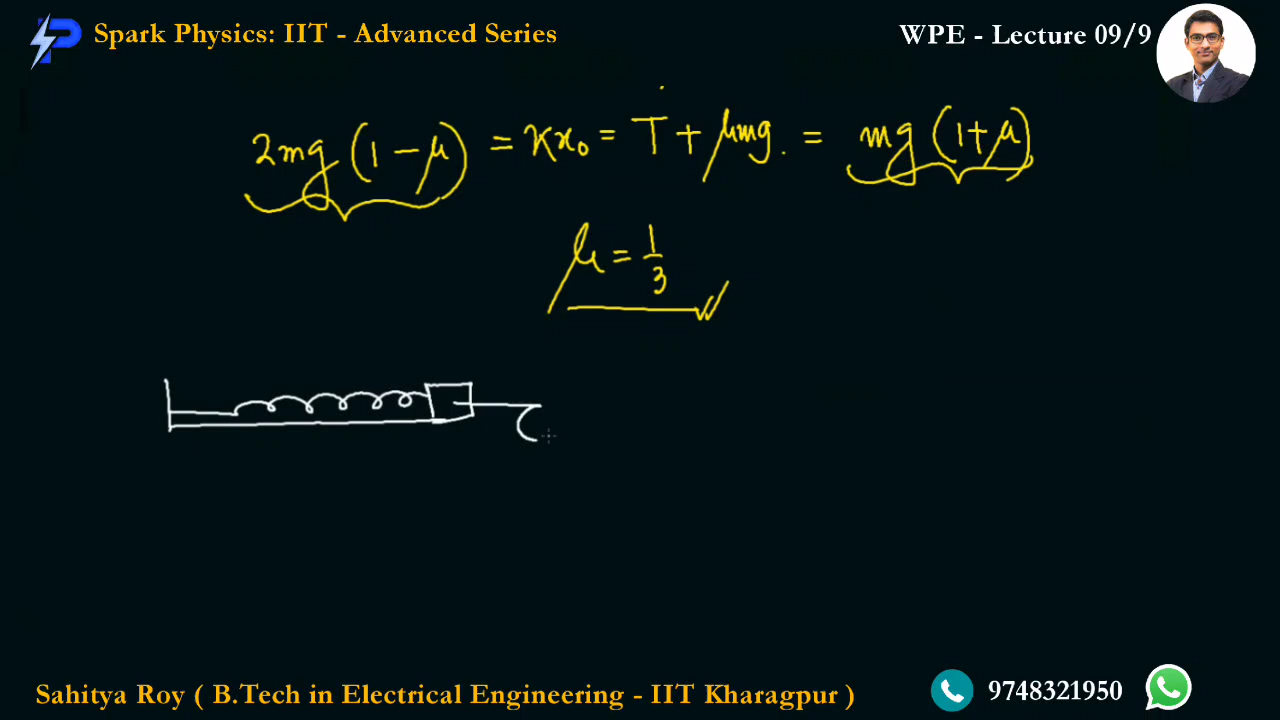 Spark Physics: IIT - Advanced Series
WPE - Lecture 09/9
2mg (1 - μ) = Kx₀ = T + μmg. = mg (1 + μ)
μ = 1/3
Sahitya Roy ( B.Tech in Electrical Engineering - IIT Kharagpur )
9748321950